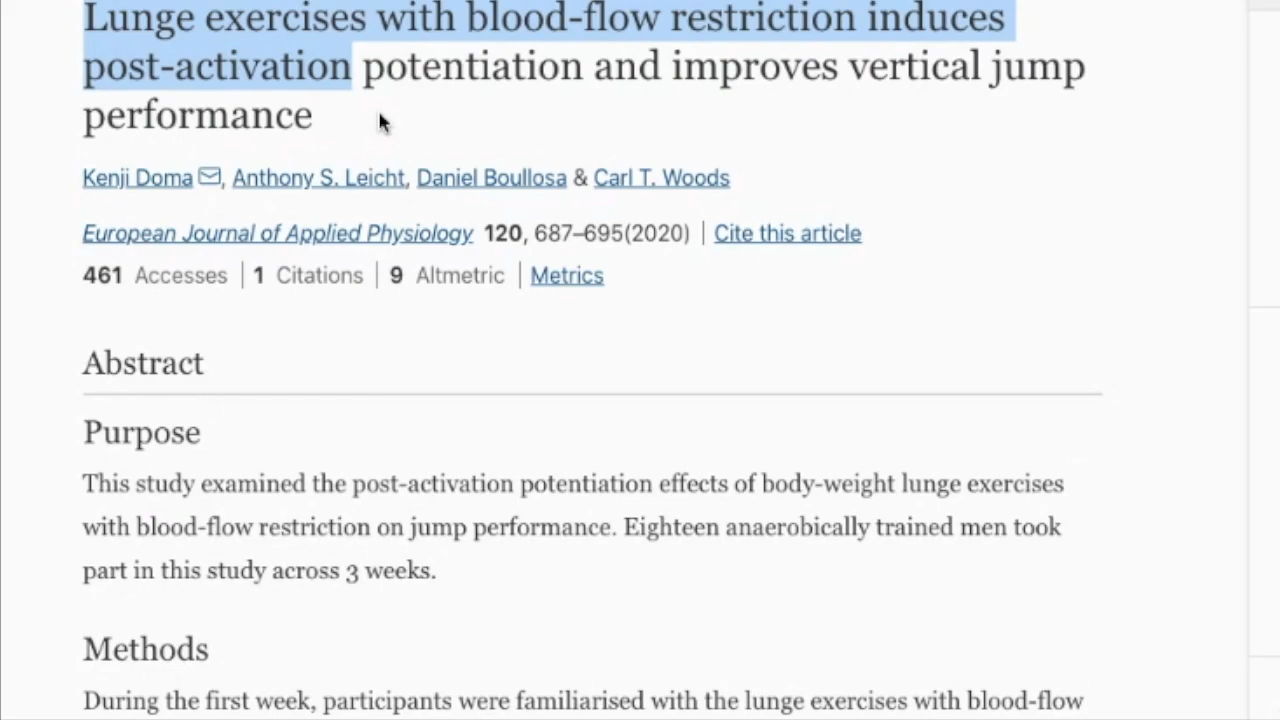 Lunge exercises with blood-flow restriction induces
post-activation potentiation and improves vertical jump
performance
Kenji Doma, Anthony S. Leicht, Daniel Boullosa & Carl T. Woods
European Journal of Applied Physiology 120, 687–695(2020) | Cite this article
461 Accesses | 1 Citations | 9 Altmetric | Metrics
Abstract
Purpose
This study examined the post-activation potentiation effects of body-weight lunge exercises
with blood-flow restriction on jump performance. Eighteen anaerobically trained men took
part in this study across 3 weeks.
Methods
During the first week, participants were familiarised with the lunge exercises with blood-flow